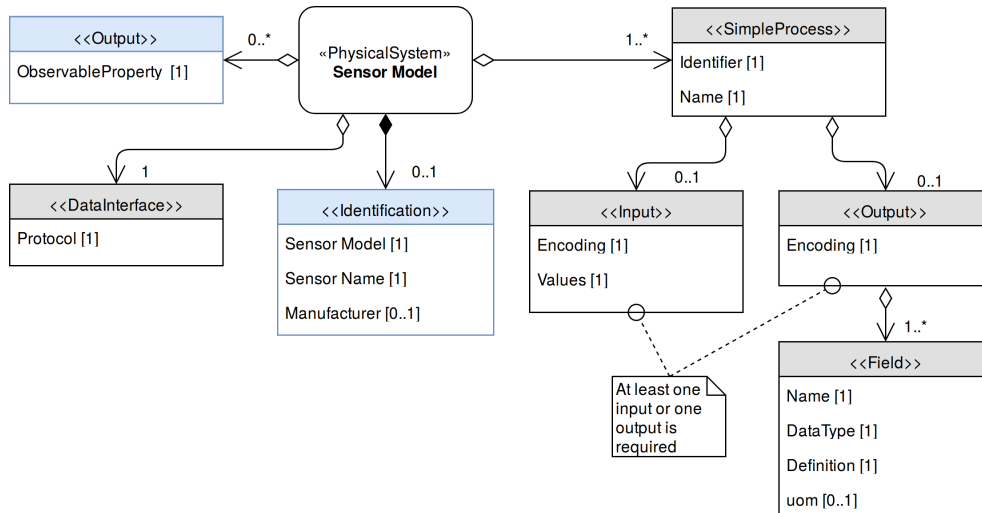 <<Output>>
ObservableProperty [1]
0..*
«PhysicalSystem»
Sensor Model
1..*
<<SimpleProcess>>
Identifier [1]
Name [1]
1
0..1
0..1
0..1
<<DataInterface>>
Protocol [1]
<<Identification>>
Sensor Model [1]
Sensor Name [1]
Manufacturer [0..1]
<<Input>>
Encoding [1]
Values [1]
<<Output>>
Encoding [1]
1..*
At least one
input or one
output is
required
<<Field>>
Name [1]
DataType [1]
Definition [1]
uom [0..1]